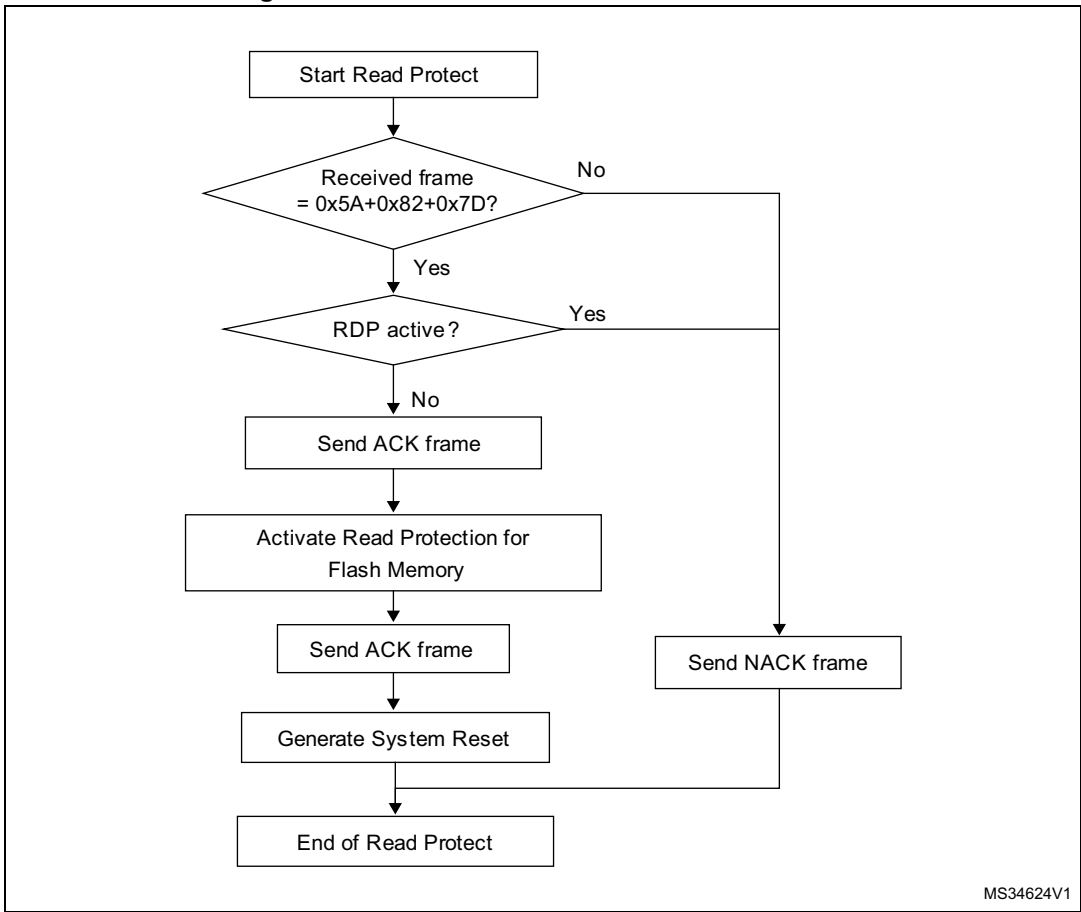 Start Read Protect
Received frame
= 0x5A+0x82+0x7D?
No
Yes
RDP active?
Yes
No
Send ACK frame
Activate Read Protection for
Flash Memory
Send ACK frame
Send NACK frame
Generate System Reset
End of Read Protect
MS34624V1